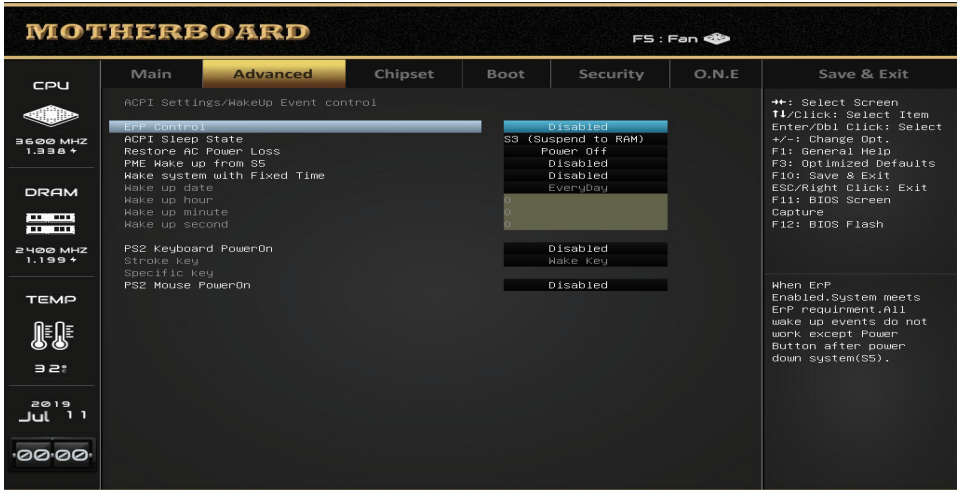 MOTHERBOARD
F5 : Fan
Main Advanced Chipset Boot Security O.N.E Save & Exit
CPU
3600 MHZ
1.338 V
DRAM
2400 MHZ
1.199 V
TEMP
32℃
2019
Jul 11
00:00
ACPI Settings/WakeUp Event control
ErP Control Disabled
ACPI Sleep State S3 (Suspend to RAM)
Restore AC Power Loss Power Off
PME Wake up from S5 Disabled
Wake system with Fixed Time Disabled
Wake up date EveryDay
Wake up hour 0
Wake up minute 0
Wake up second 0
PS2 Keyboard PowerOn Disabled
Stroke key Wake Key
Specific key
PS2 Mouse PowerOn Disabled
→←: Select Screen
↑↓/Click: Select Item
Enter/Dbl Click: Select
+/-: Change Opt.
F1: General Help
F3: Optimized Defaults
F10: Save & Exit
ESC/Right Click: Exit
F11: BIOS Screen
Capture
F12: BIOS Flash
When ErP
Enabled.System meets
ErP requirment.All
wake up events do not
work except Power
Button after power
down system(S5).